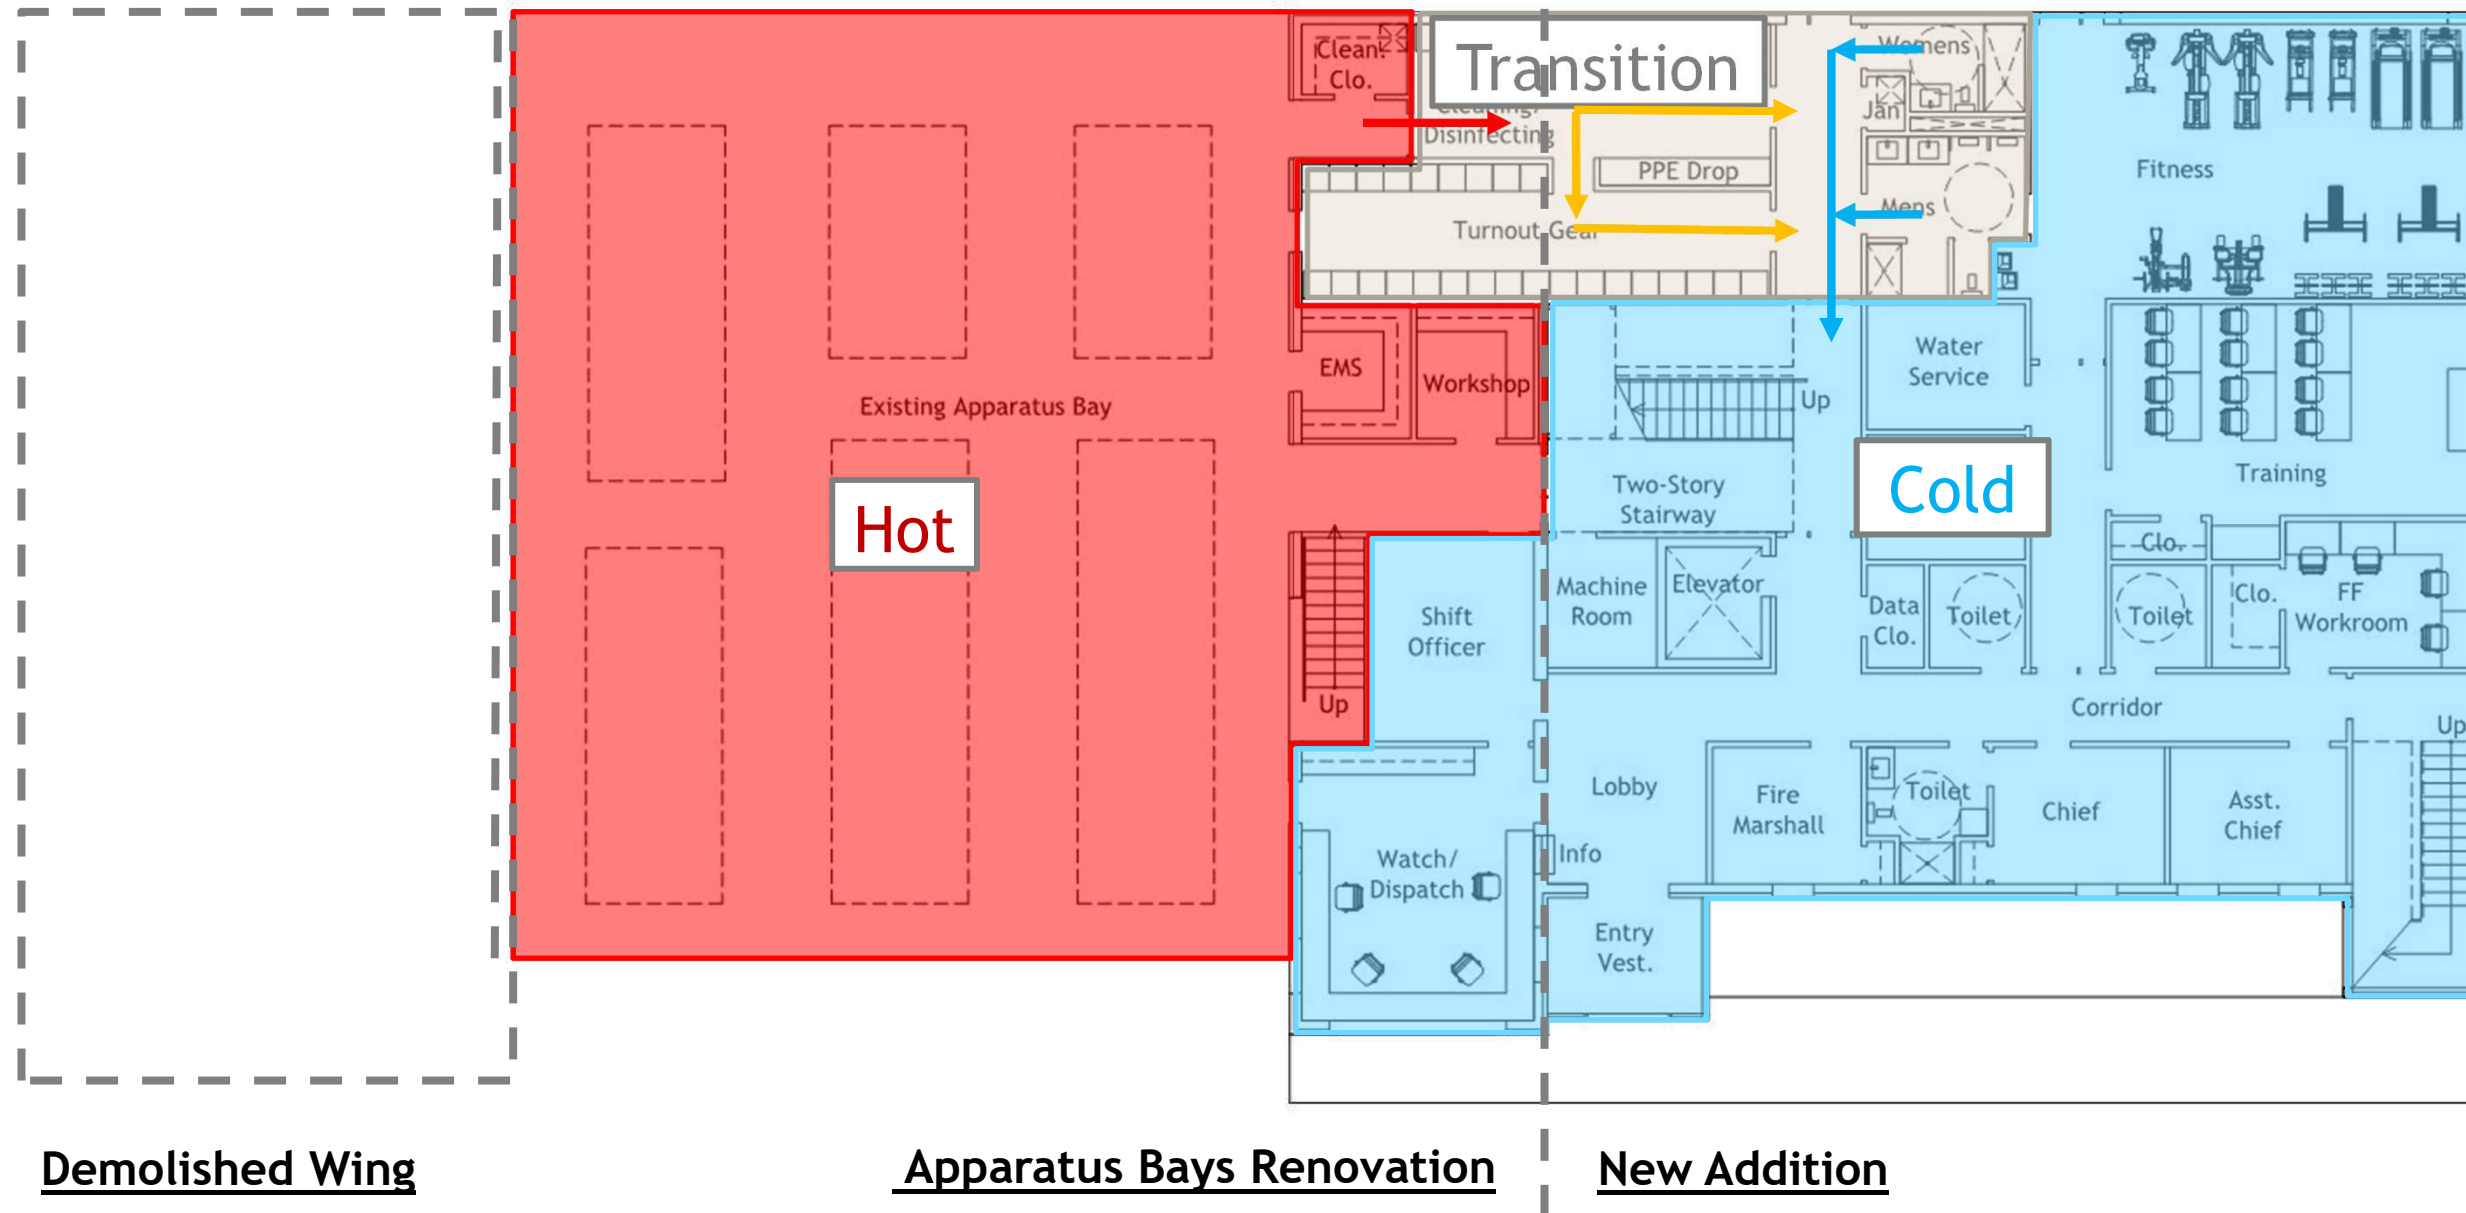 Clean.
Clo.
Transition
Cleaning/
Disinfecting
PPE Drop
Turnout Gear
Womens
Jan
Mens
Fitness
EMS
Workshop
Existing Apparatus Bay
Hot
Up
Water
Service
Two-Story
Stairway
Cold
Training
Machine
Room
Elevator
Shift
Officer
Up
Data
Clo.
Toilet
Clo.
Toilet
Clo.
FF
Workroom
Corridor
Up
Lobby
Fire
Marshall
Toilet
Chief
Asst.
Chief
Watch/
Dispatch
Info
Entry
Vest.
Demolished Wing
Apparatus Bays Renovation
New Addition